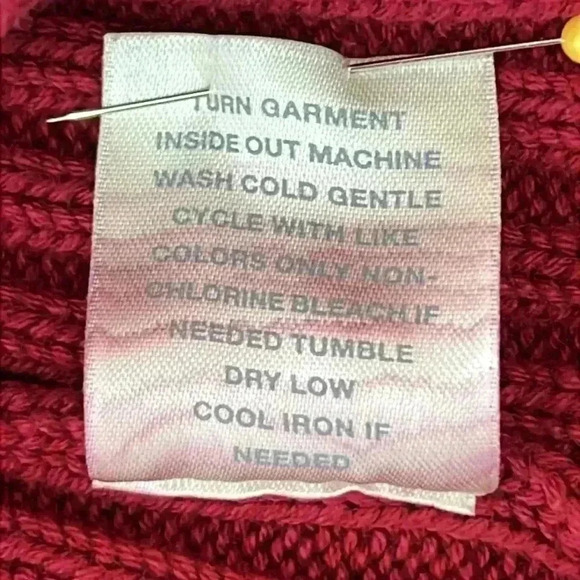 TURN GARMENT
INSIDE OUT MACHINE
WASH COLD GENTLE
CYCLE WITH LIKE
COLORS ONLY NON-
CHLORINE BLEACH IF
NEEDED TUMBLE
DRY LOW
COOL IRON IF
NEEDED